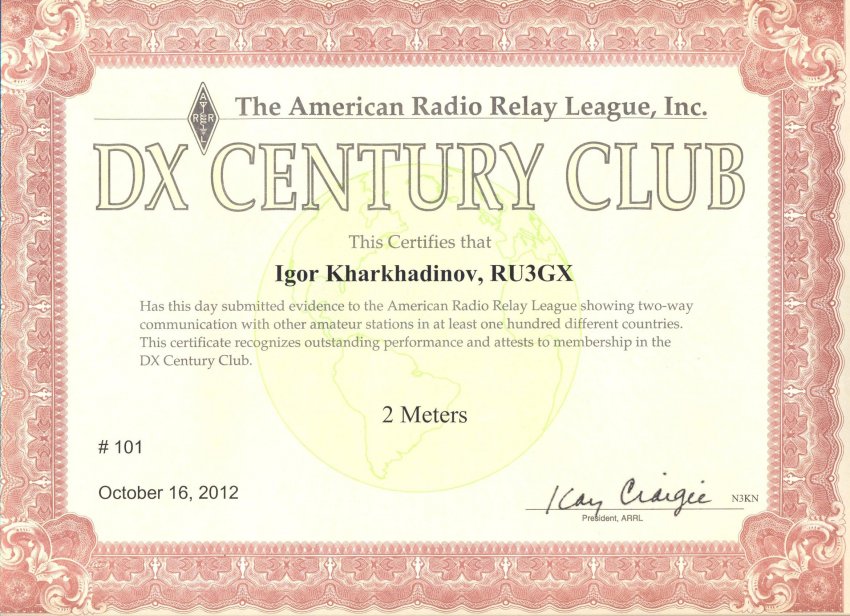 The American Radio Relay League, Inc.
ARRL
DX CENTURY CLUB
This Certifies that
Igor Kharkhadinov, RU3GX
Has this day submitted evidence to the American Radio Relay League showing two-way
communication with other amateur stations in at least one hundred different countries.
This certificate recognizes outstanding performance and attests to membership in the
DX Century Club.
2 Meters
# 101
October 16, 2012
Kay Craigie N3KN
President, ARRL